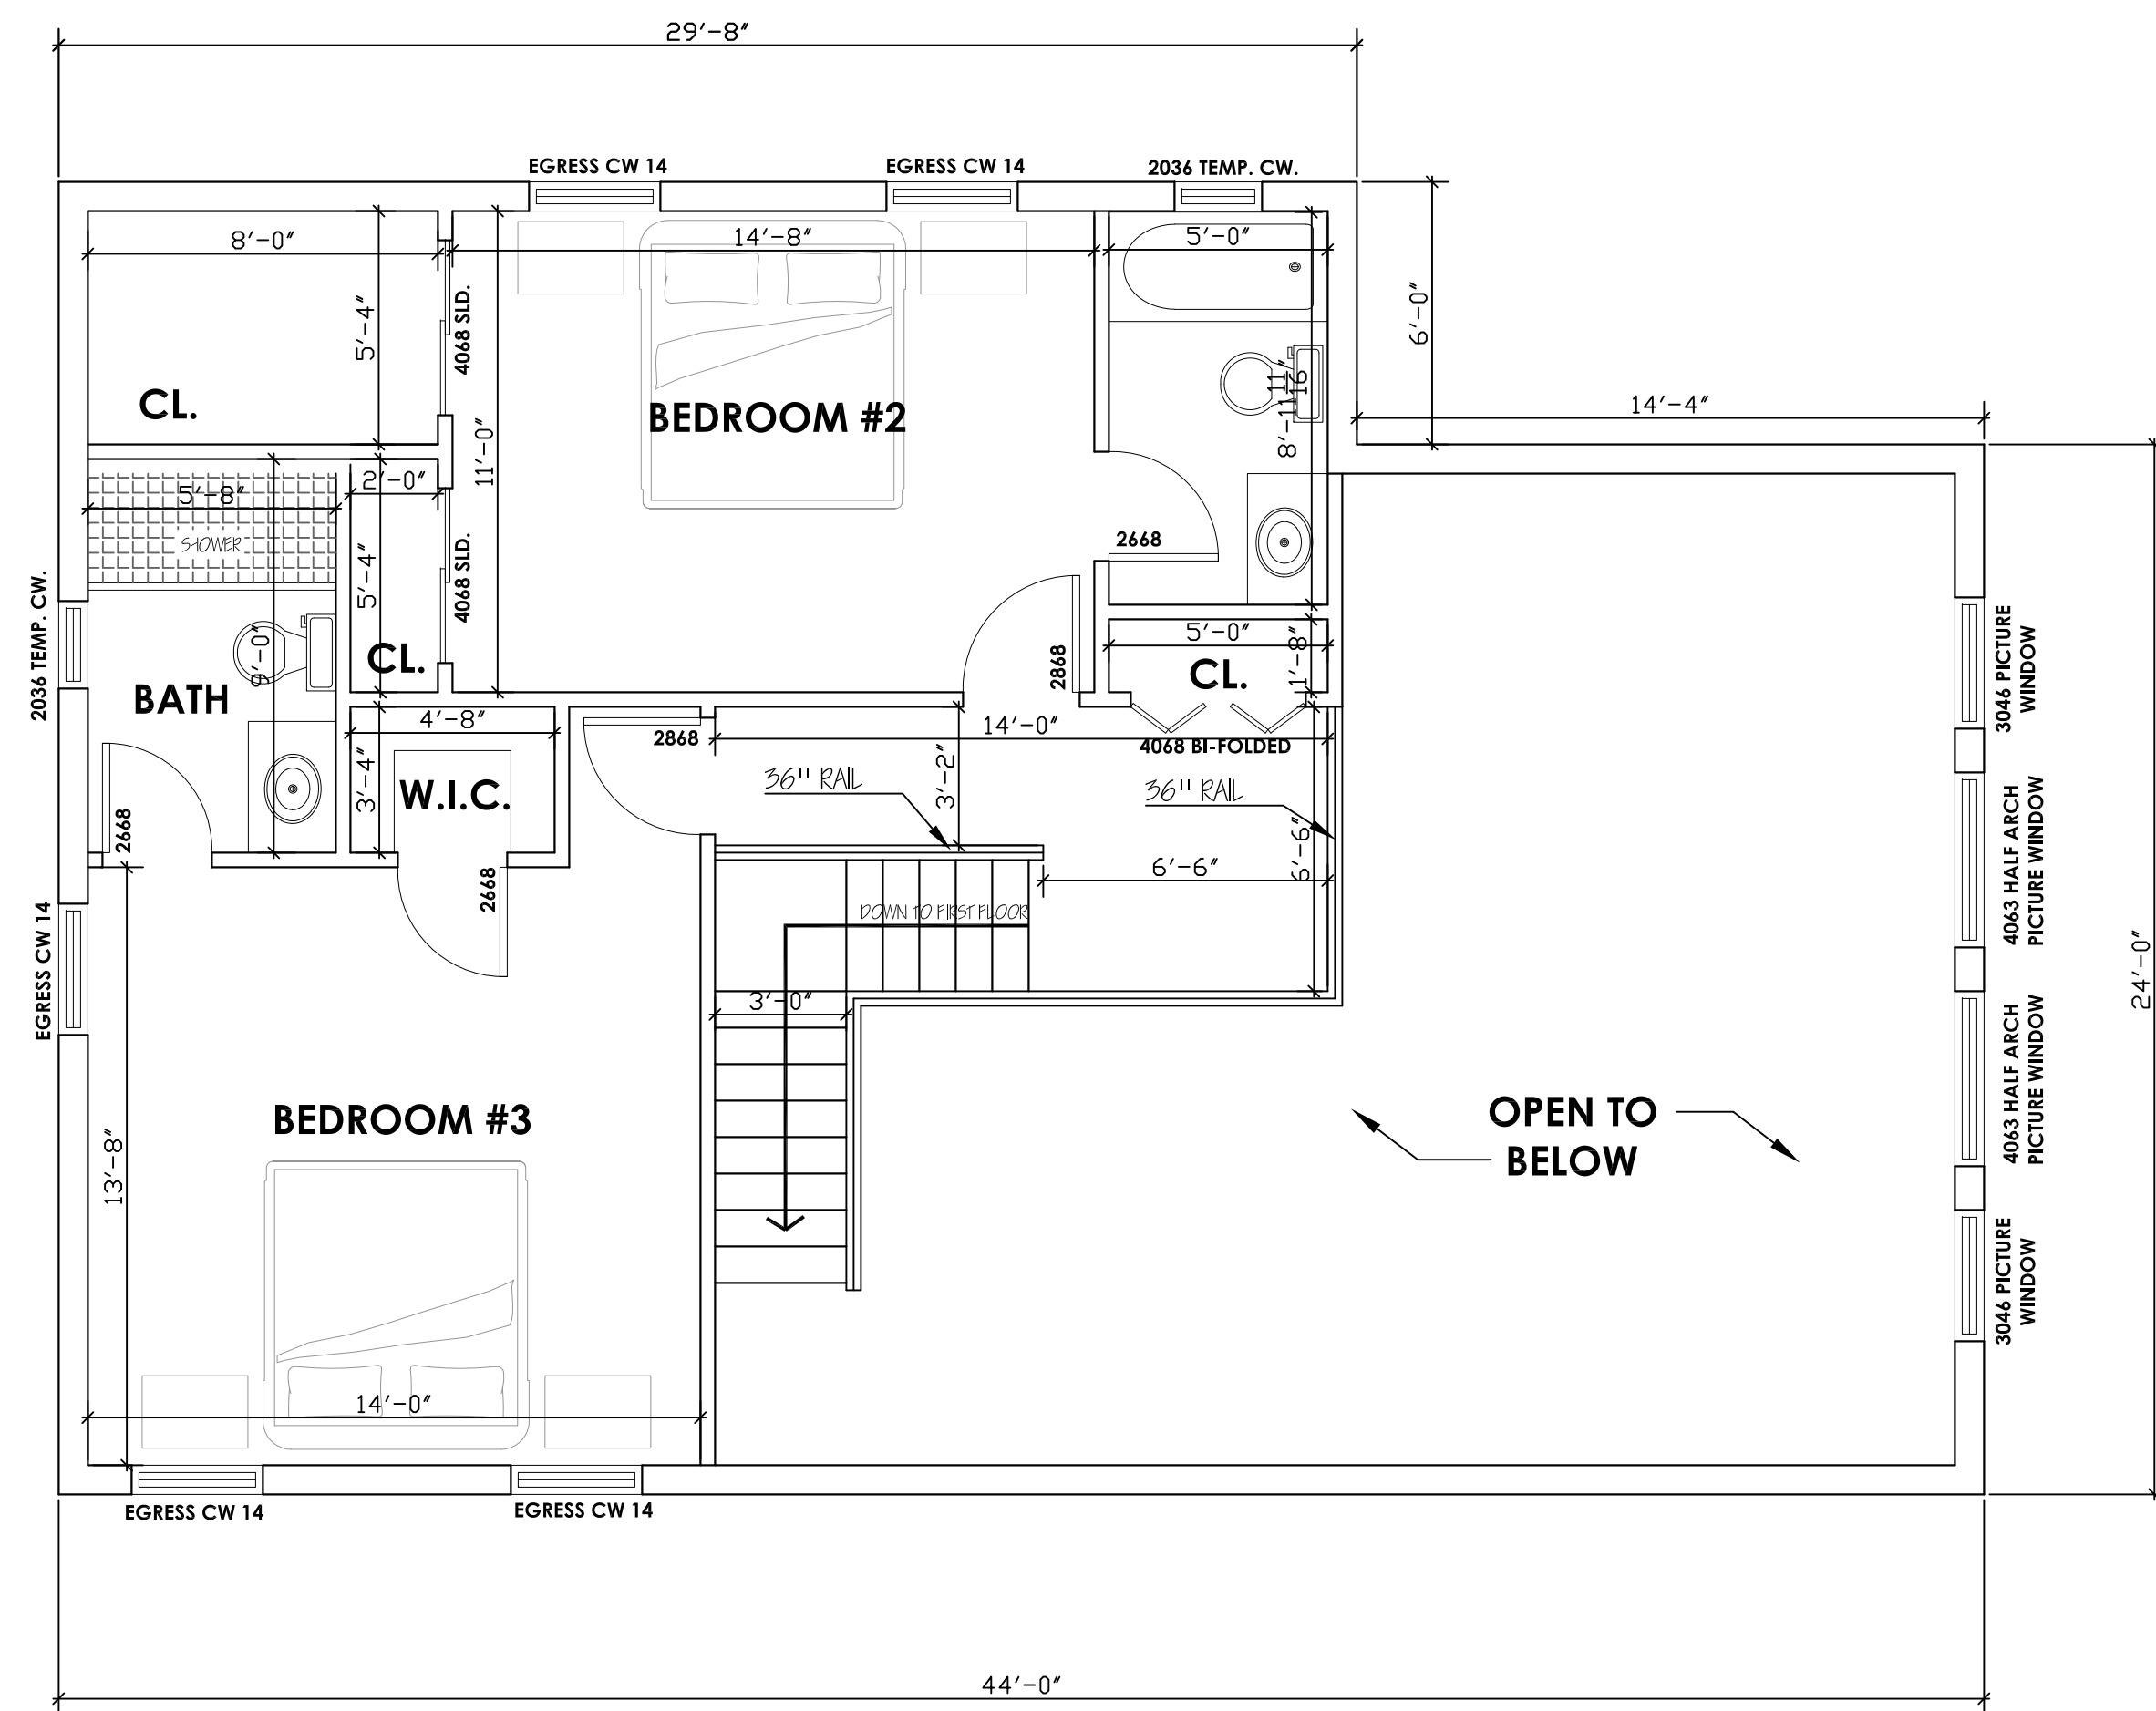 29'-8"
EGRESS CW 14
EGRESS CW 14
2036 TEMP. CW.
8'-0"
14'-8"
5'-0"
6'-0"
5'-4"
4068 SLD.
CL.
BEDROOM #2
11'-0"
8'-11 11/16"
14'-4"
5'-8"
2'-0"
SHOWER
2668
4068 SLD.
5'-4"
2036 TEMP. CW.
9'-0"
CL.
BATH
2868
5'-0"
1'-8"
CL.
3046 PICTURE
WINDOW
4'-8"
2868
14'-0"
4068 BI-FOLDED
3'-4"
W.I.C.
3'-2"
36" RAIL
36" RAIL
2668
2668
6'-6"
6'-6"
4063 HALF ARCH
PICTURE WINDOW
EGRESS CW 14
DOWN TO FIRST FLOOR
24'-0"
3'-0"
4063 HALF ARCH
PICTURE WINDOW
BEDROOM #3
13'-8"
OPEN TO
BELOW
3046 PICTURE
WINDOW
14'-0"
EGRESS CW 14
EGRESS CW 14
44'-0"